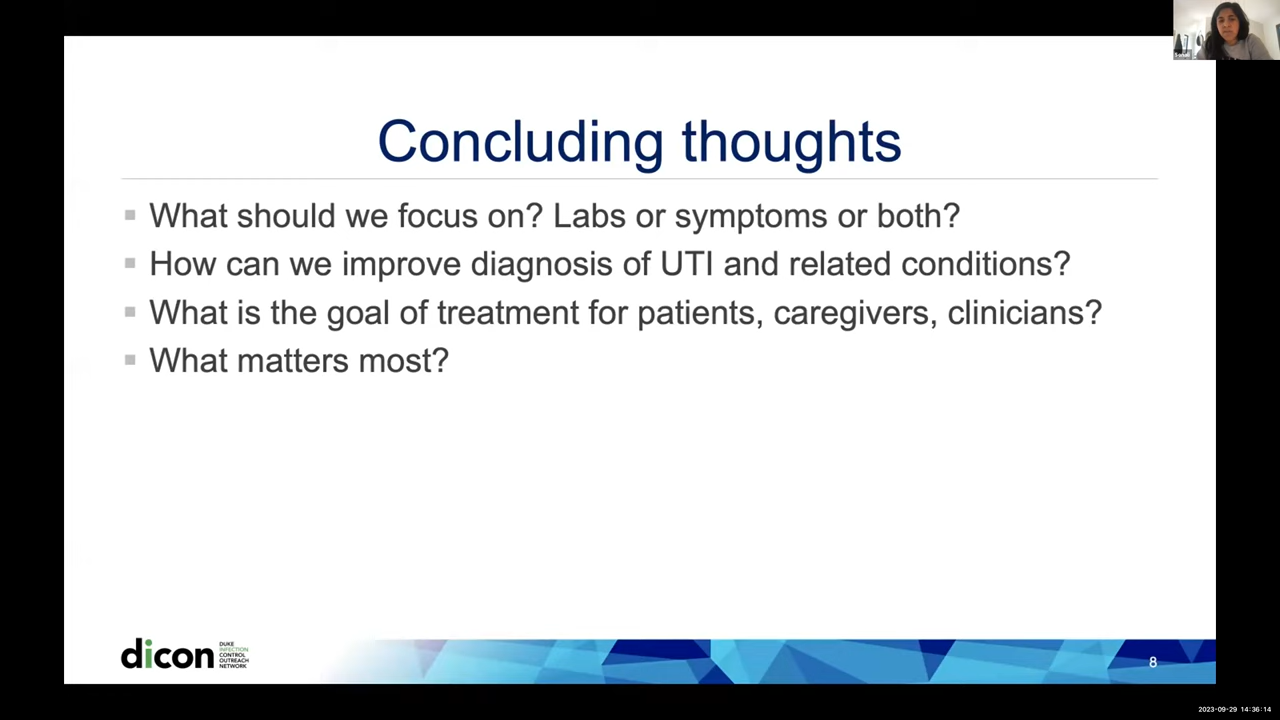 Concluding thoughts
What should we focus on? Labs or symptoms or both?
How can we improve diagnosis of UTI and related conditions?
What is the goal of treatment for patients, caregivers, clinicians?
What matters most?
dicon
DUKE
INFECTION
CONTROL
OUTREACH
NETWORK
8
2023-09-29 14:36:14